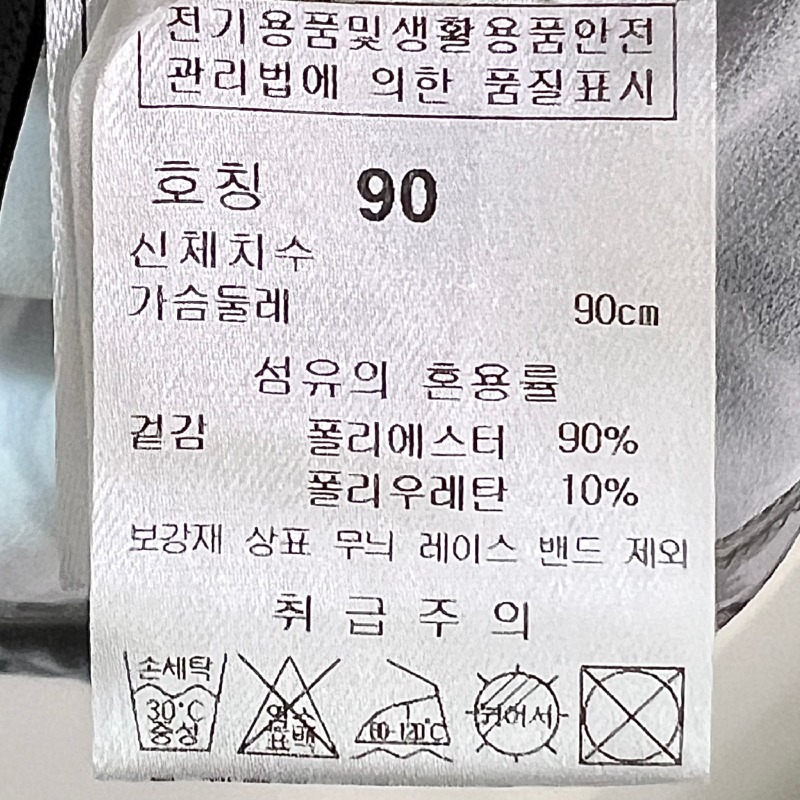 전기용품및생활용품안전
관리법에 의한 품질표시
호칭 90
신체치수
가슴둘레 90cm
섬유의 혼용률
겉감 폴리에스터 90%
폴리우레탄 10%
보강재 상표 무늬 레이스 밴드 제외
취급주의
손세탁
30°C
중성
염소
표백
80-120°C
뉘어서